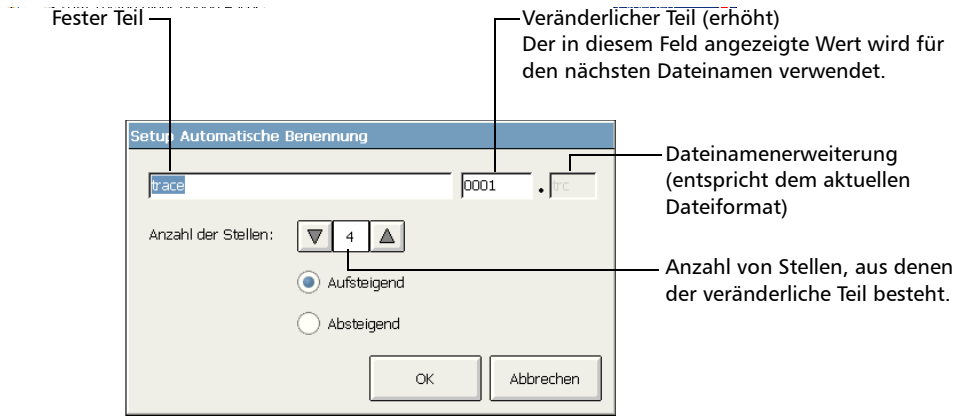 Fester Teil
Veränderlicher Teil (erhöht)
Der in diesem Feld angezeigte Wert wird für
den nächsten Dateinamen verwendet.
Setup Automatische Benennung
trace
0001
.
trc
Dateinamenerweiterung
(entspricht dem aktuellen
Dateiformat)
Anzahl der Stellen:
4
Anzahl von Stellen, aus denen
der veränderliche Teil besteht.
Aufsteigend
Absteigend
OK
Abbrechen